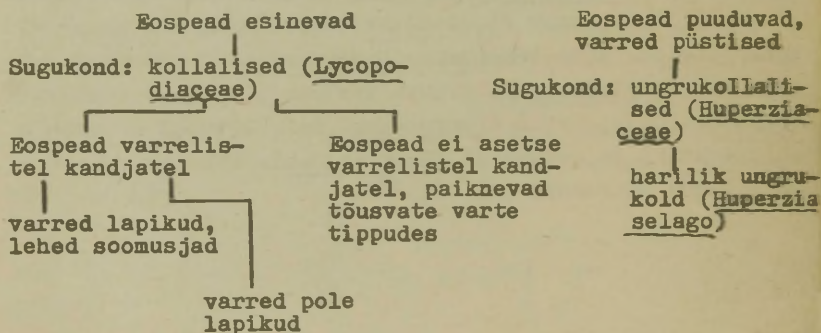 Eospead esinevad
Sugukond: kollalised (Lycopo-
diaceae)
Eospead varrelis-
tel kandjatel
varred lapikud,
lehed soomusjad
varred pole
lapikud
Eospead ei asetse
varrelistel kand-
jatel, paiknevad
tõusvate varte
tippudes
Eospead puuduvad,
varred püstised
Sugukond: ungrukollali-
sed (Huperzia-
ceae)
harilik ungru-
kold (Huperzia
selago)